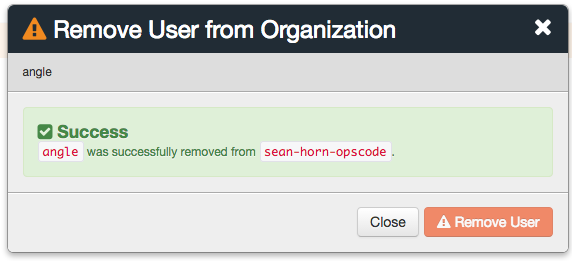 Remove User from Organization
angle
Success
angle was successfully removed from sean-horn-opscode.
Close Remove User